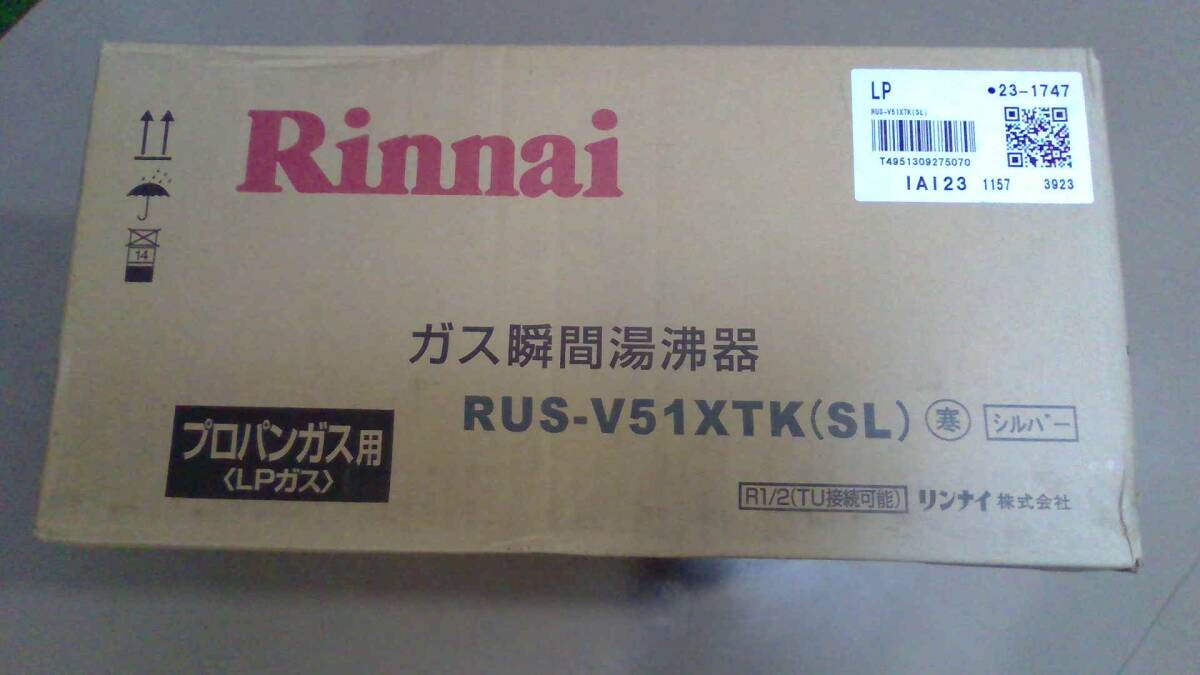 Rinnai
LP ●23-1747
RUS-V51XTK(SL)
T4951309275070
IAI23 1157 3923
14
ガス瞬間湯沸器
RUS-V51XTK(SL) 寒 シルバー
プロパンガス用
〈LPガス〉
R1/2(TU接続可能) リンナイ株式会社